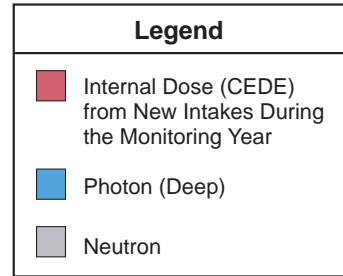 Legend
Internal Dose (CEDE)
from New Intakes During
the Monitoring Year
Photon (Deep)
Neutron